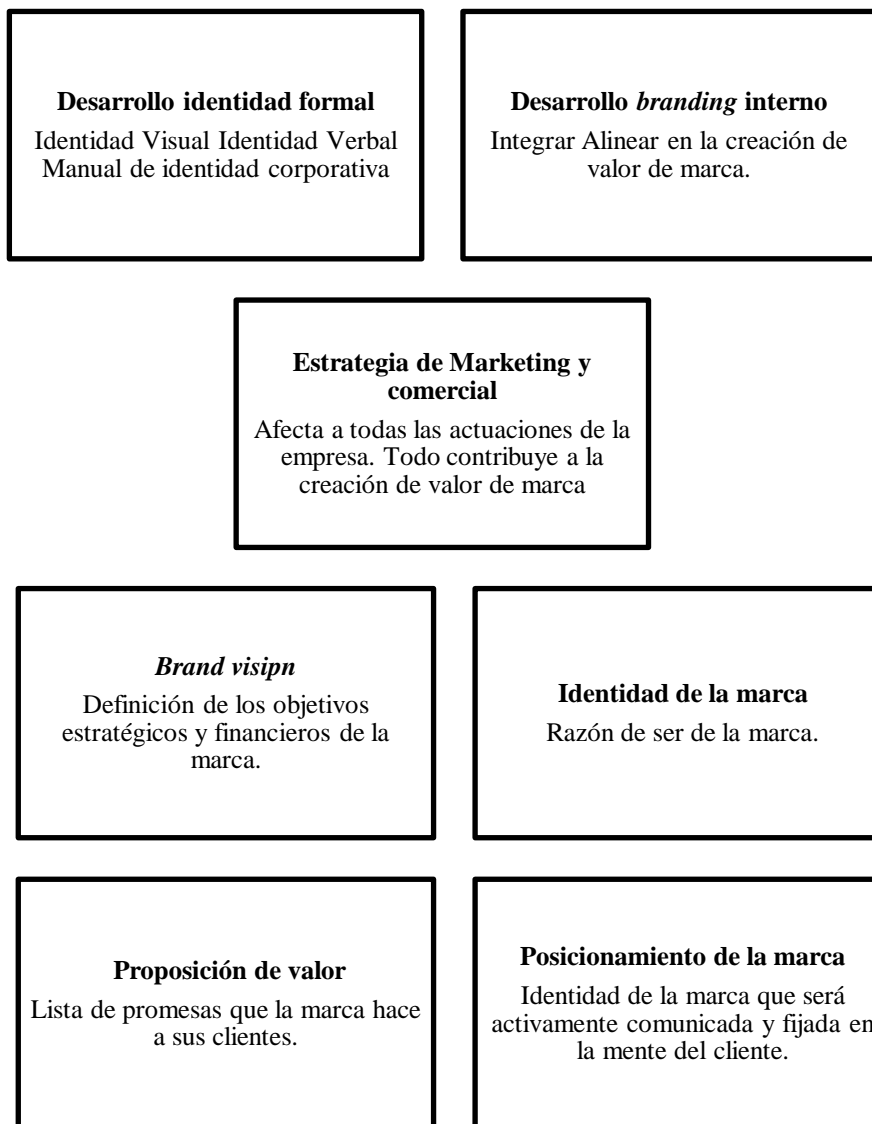 Desarrollo identidad formal
Identidad Visual Identidad Verbal
Manual de identidad corporativa
Desarrollo branding interno
Integrar Alinear en la creación de
valor de marca.
Estrategia de Marketing y
comercial
Afecta a todas las actuaciones de la
empresa. Todo contribuye a la
creación de valor de marca
Brand visipn
Definición de los objetivos
estratégicos y financieros de la
marca.
Identidad de la marca
Razón de ser de la marca.
Proposición de valor
Lista de promesas que la marca hace
a sus clientes.
Posicionamiento de la marca
Identidad de la marca que será
activamente comunicada y fijada en
la mente del cliente.